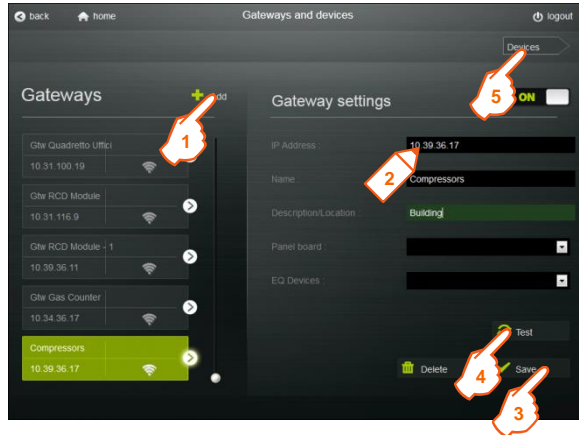 back home Gateways and devices logout
Devices
5
Gateways
dd
Gateway settings
ON
1
Gtw Quadretto Uffici
10.31.100.19
IP Address :
10.39.36.17
2
Name :
Compressors
Gtw RCD Module
10.31.116.9
Description/Location :
Building
Gtw RCD Module - 1
10.39.36.11
Panel board :
EQ Devices :
Gtw Gas Counter
10.34.36.17
Test
Compressors
10.39.36.17
Delete
4
Save
3